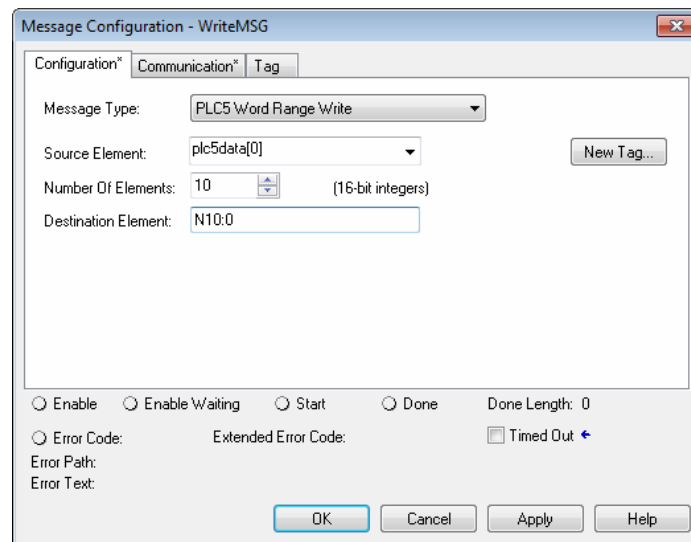 Message Configuration - WriteMSG
Configuration* Communication* Tag
Message Type: PLC5 Word Range Write
Source Element: plc5data[0] New Tag...
Number Of Elements: 10 (16-bit integers)
Destination Element: N10:0
Enable Enable Waiting Start Done Done Length: 0
Error Code: Extended Error Code: Timed Out
Error Path:
Error Text:
OK Cancel Apply Help